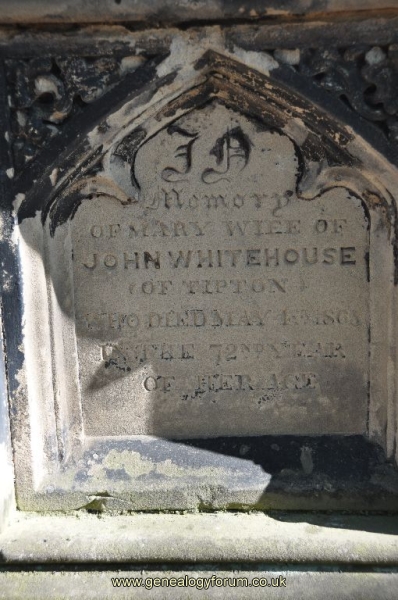 In
Memory
OF MARY WIFE OF
JOHN WHITEHOUSE
(OF TIPTON)
WHO DIED MAY
IN THE 72ND YEAR
OF HER AGE
www.genealogyforum.co.uk